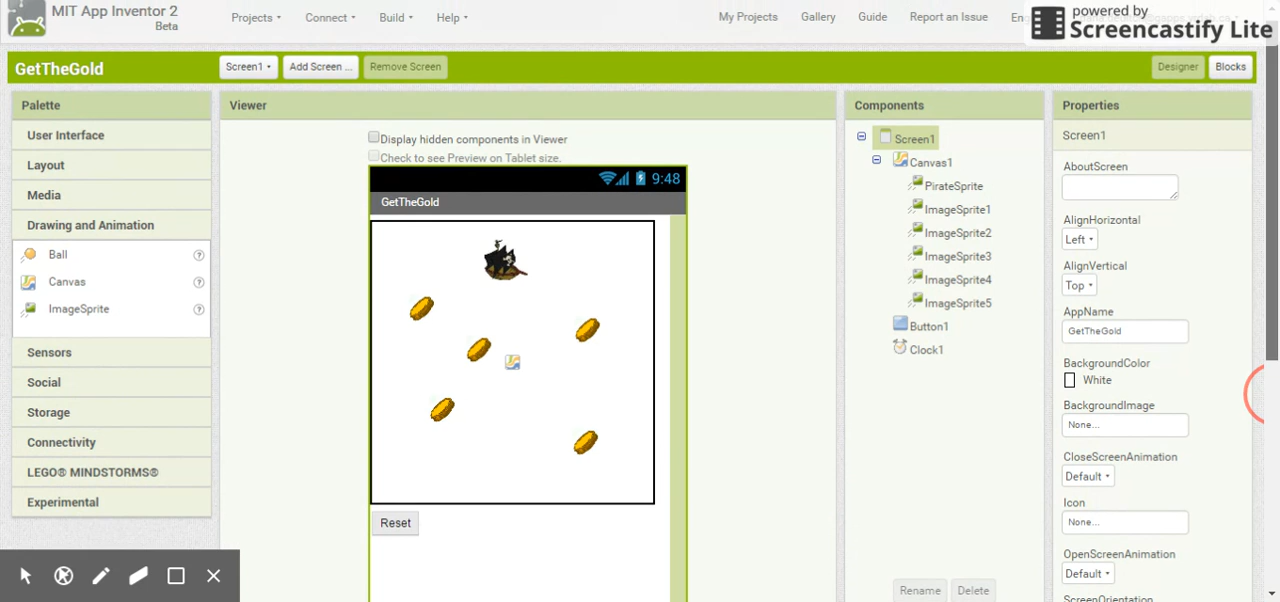 MIT App Inventor 2
Beta
Projects Connect Build Help My Projects Gallery Guide Report an Issue
powered by
Screencastify Lite
GetTheGold Screen1 Add Screen ... Remove Screen Designer Blocks
Palette Viewer Components Properties
User Interface
Layout
Media
Drawing and Animation
Ball
Canvas
ImageSprite
Sensors
Social
Storage
Connectivity
LEGO® MINDSTORMS®
Experimental
Display hidden components in Viewer
Check to see Preview on Tablet size.
9:48
GetTheGold
Reset
Screen1
Canvas1
PirateSprite
ImageSprite1
ImageSprite2
ImageSprite3
ImageSprite4
ImageSprite5
Button1
Clock1
Rename Delete
Screen1
AboutScreen
AlignHorizontal
Left
AlignVertical
Top
AppName
GetTheGold
BackgroundColor
White
BackgroundImage
None...
CloseScreenAnimation
Default
Icon
None...
OpenScreenAnimation
Default
ScreenOrientation